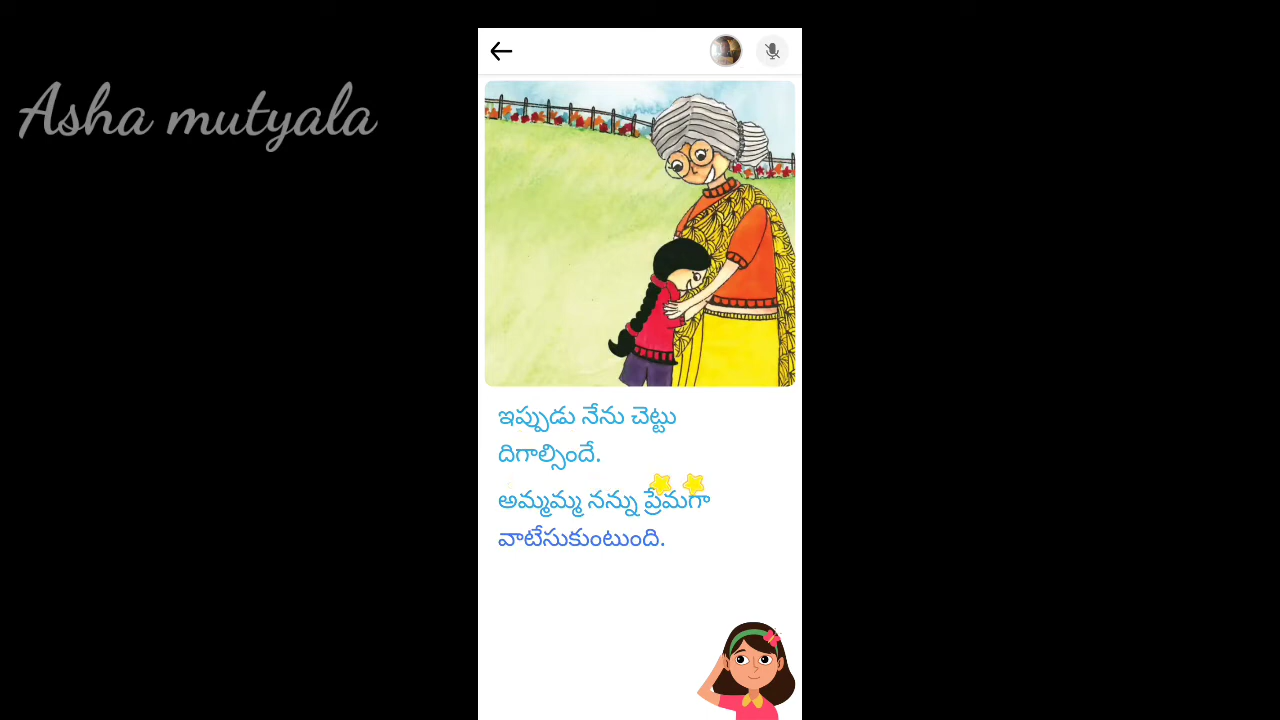 Asha mutyala
ఇప్పుడు నేను చెట్టు
దిగాల్సిందే.
అమ్మమ్మ నన్ను ప్రేమగా
వాటేసుకుంటుంది.